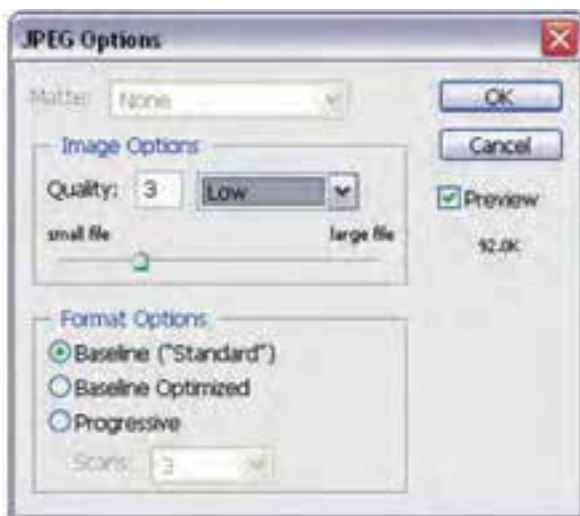 JPEG Options
Matte: None
OK
Image Options
Cancel
Quality: 3 Low
Preview
small file large file
92.0K
Format Options
Baseline ("Standard")
Baseline Optimized
Progressive
Scans: 3